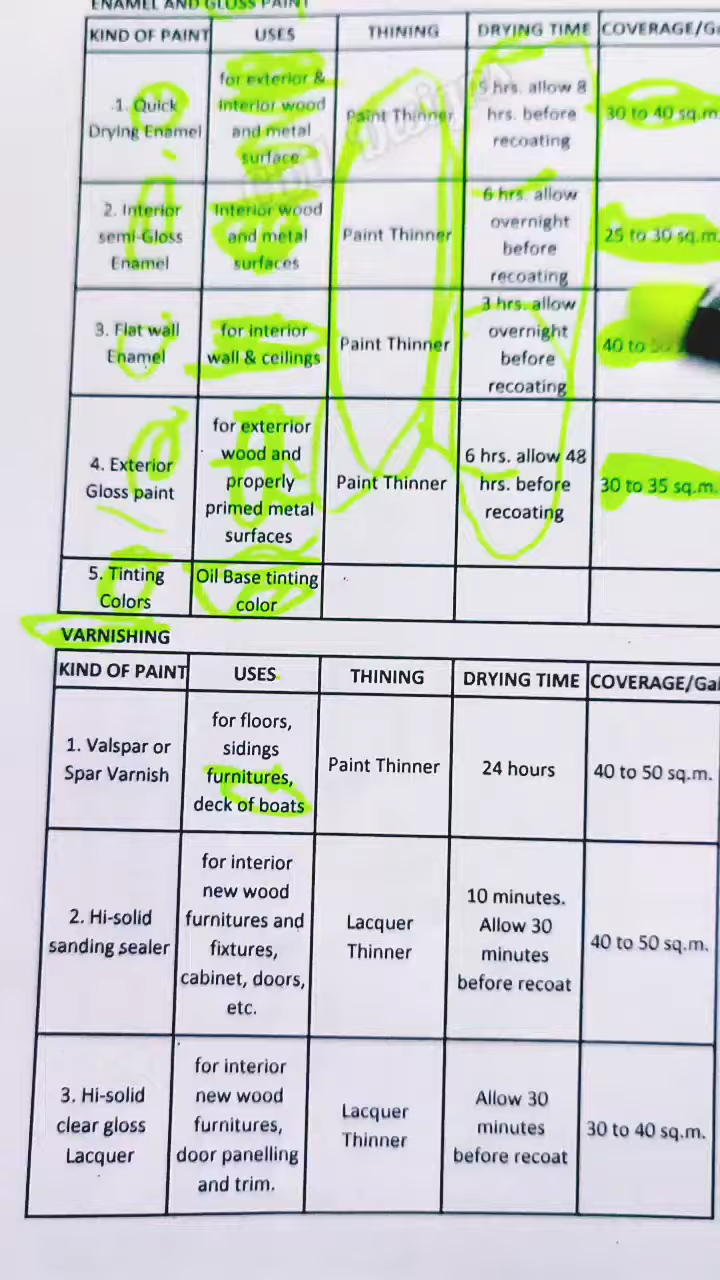 ENAMEL AND GLOSS PAINT
KIND OF PAINT USES THINING DRYING TIME COVERAGE/Ga
1. Quick
Drying Enamel
for exterior &
interior wood
and metal
surface
Paint Thinner
5 hrs. allow 8
hrs. before
recoating
30 to 40 sq.m.
2. Interior
semi-Gloss
Enamel
Interior wood
and metal
surfaces
Paint Thinner
6 hrs. allow
overnight
before
recoating
25 to 30 sq.m.
3. Flat wall
Enamel
for interior
wall & ceilings
Paint Thinner
3 hrs. allow
overnight
before
recoating
40 to
4. Exterior
Gloss paint
for exterrior
wood and
properly
primed metal
surfaces
Paint Thinner
6 hrs. allow 48
hrs. before
recoating
30 to 35 sq.m.
5. Tinting
Colors
Oil Base tinting
color
VARNISHING
KIND OF PAINT USES THINING DRYING TIME COVERAGE/Gal
1. Valspar or
Spar Varnish
for floors,
sidings
furnitures,
deck of boats
Paint Thinner
24 hours
40 to 50 sq.m.
2. Hi-solid
sanding sealer
for interior
new wood
furnitures and
fixtures,
cabinet, doors,
etc.
Lacquer
Thinner
10 minutes.
Allow 30
minutes
before recoat
40 to 50 sq.m.
3. Hi-solid
clear gloss
Lacquer
for interior
new wood
furnitures,
door panelling
and trim.
Lacquer
Thinner
Allow 30
minutes
before recoat
30 to 40 sq.m.